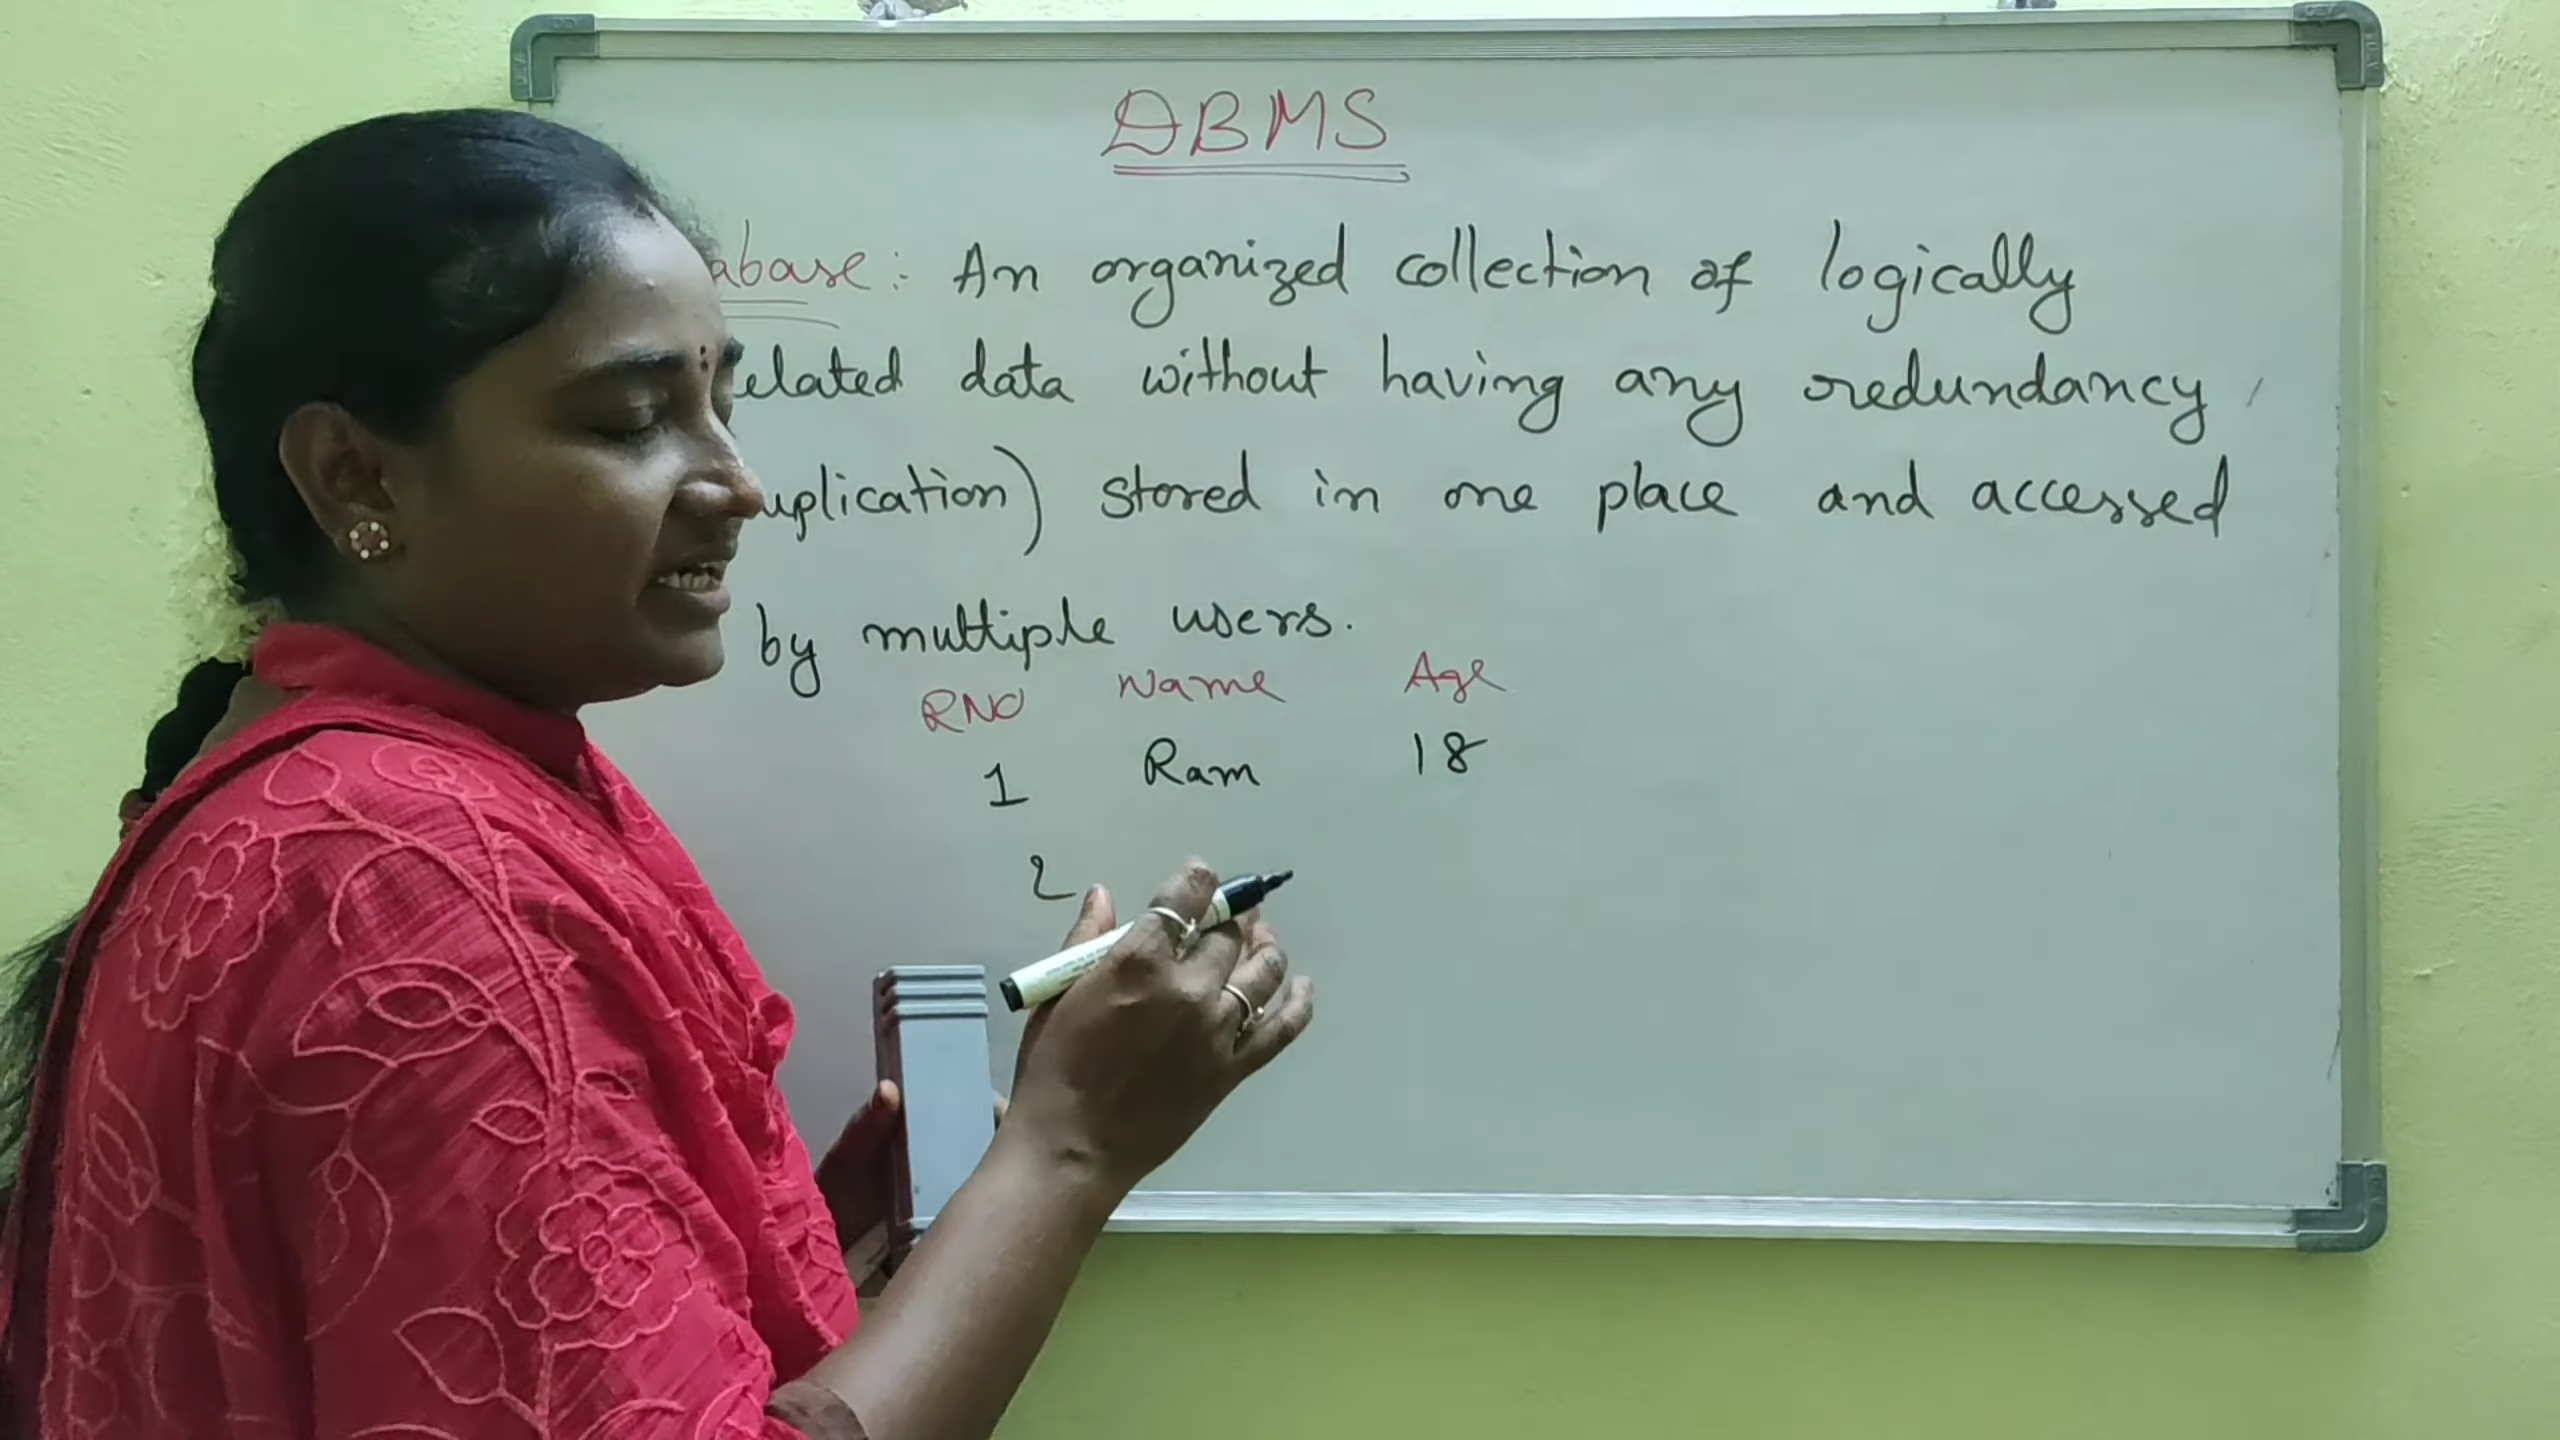 DBMS
abase :- An organized collection of logically
elated data without having any redundancy
uplication) stored in one place and accessed
by multiple users.
RNO Name Age
1 Ram 18
2